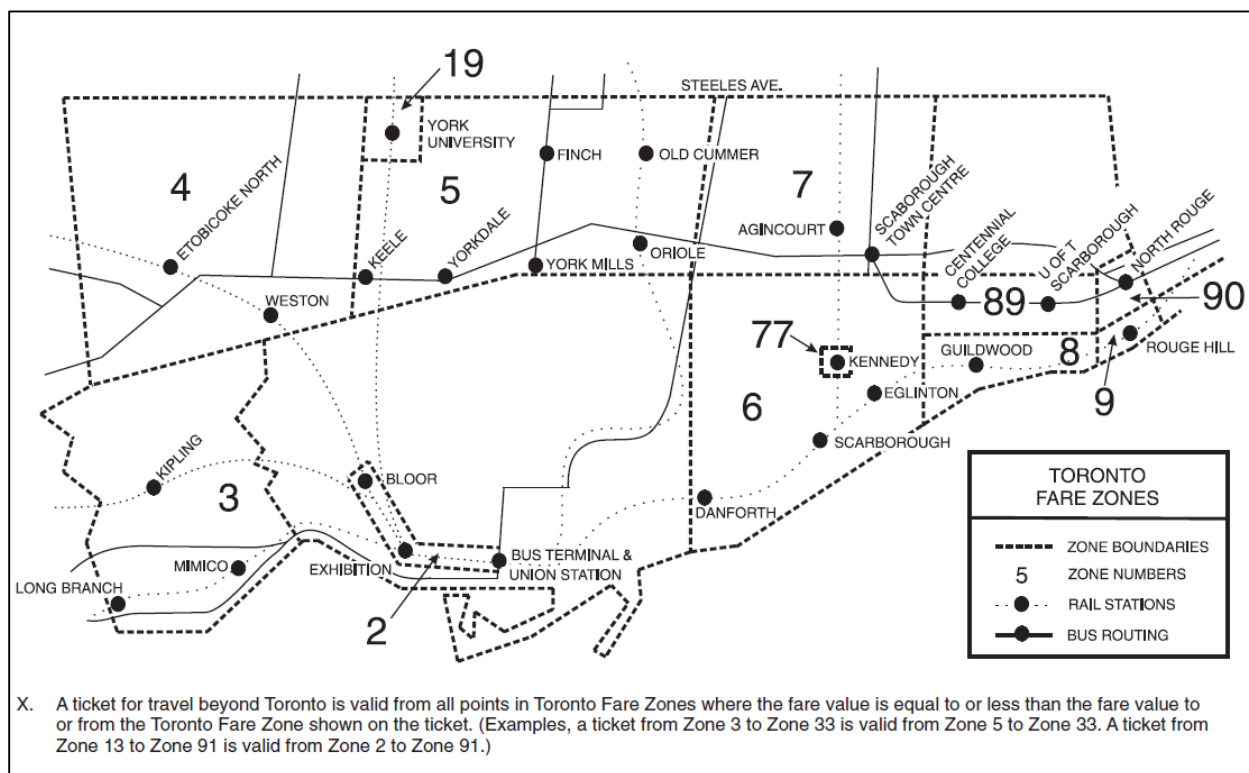 19
STEELES AVE.
YORK
UNIVERSITY
FINCH
OLD CUMMER
4
5
7
ETOBICOKE NORTH
KEELE
YORKDALE
YORK MILLS
ORIOLE
AGINCOURT
SCABOROUGH
TOWN CENTRE
CENTENNIAL
COLLEGE
U OF T
SCARBOROUGH
NORTH ROUGE
WESTON
89
90
77
KENNEDY
GUILDWOOD
8
ROUGE HILL
6
EGLINTON
9
SCARBOROUGH
KIPLING
BLOOR
3
DANFORTH
MIMICO
EXHIBITION
BUS TERMINAL &
UNION STATION
LONG BRANCH
2
TORONTO
FARE ZONES
ZONE BOUNDARIES
5 ZONE NUMBERS
RAIL STATIONS
BUS ROUTING
X. A ticket for travel beyond Toronto is valid from all points in Toronto Fare Zones where the fare value is equal to or less than the fare value to
or from the Toronto Fare Zone shown on the ticket. (Examples, a ticket from Zone 3 to Zone 33 is valid from Zone 5 to Zone 33. A ticket from
Zone 13 to Zone 91 is valid from Zone 2 to Zone 91.)